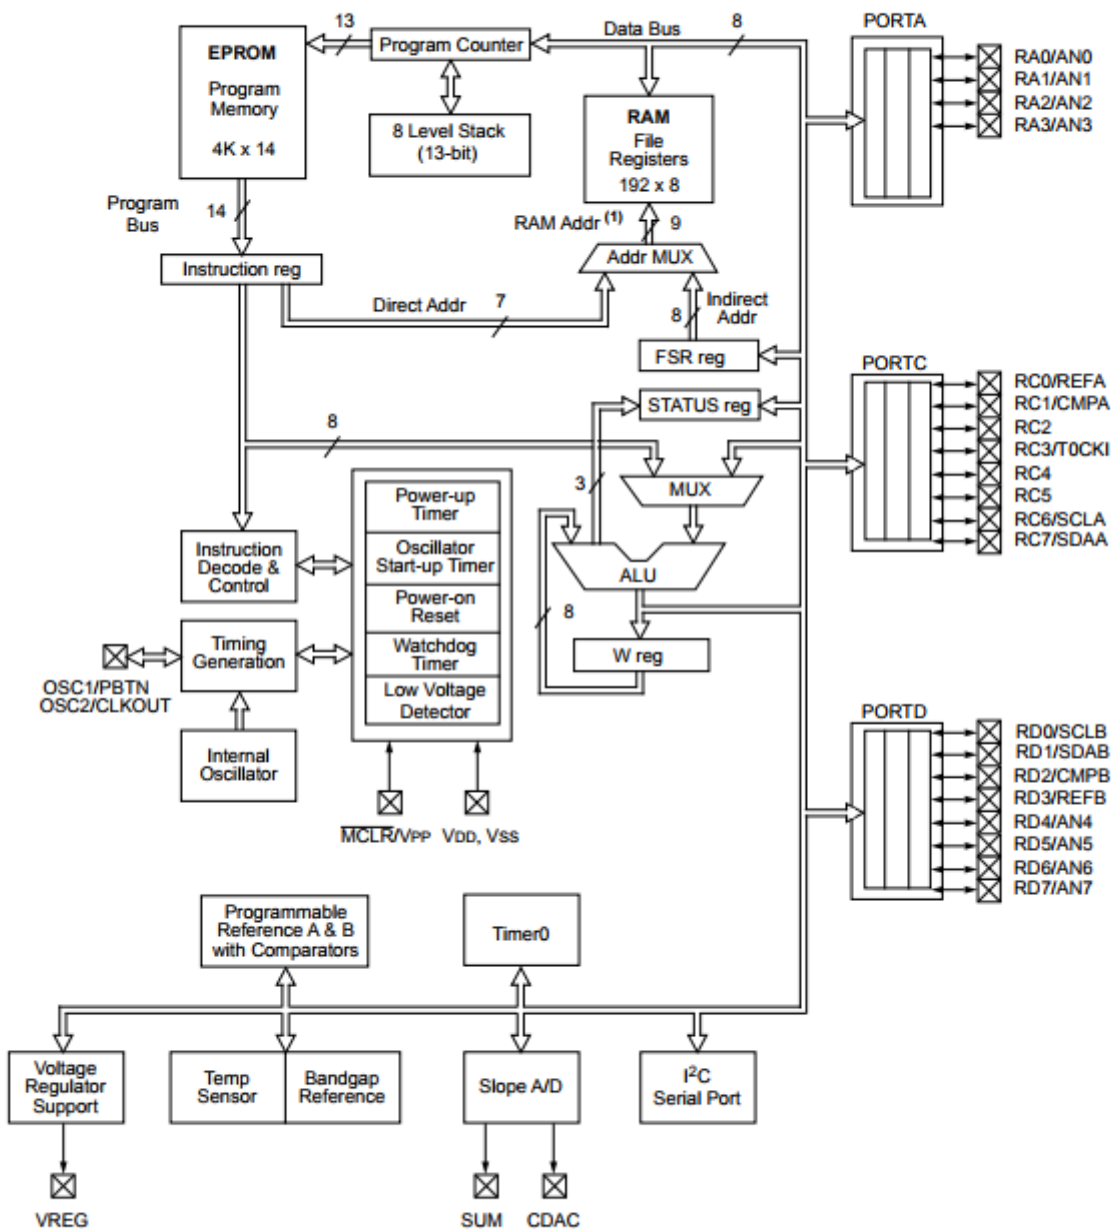 EPROM
Program
Memory
4K x 14
13
Program Counter
Data Bus
8
8 Level Stack
(13-bit)
RAM
File
Registers
192 x 8
PORTA
RA0/AN0
RA1/AN1
RA2/AN2
RA3/AN3
Program
Bus
14
RAM Addr (1)
9
Addr MUX
Instruction reg
Direct Addr
7
8
Indirect
Addr
FSR reg
STATUS reg
PORTC
RC0/REFA
RC1/CMPA
RC2
RC3/T0CKI
RC4
RC5
RC6/SCLA
RC7/SDAA
8
3
MUX
ALU
8
W reg
Power-up
Timer
Oscillator
Start-up Timer
Power-on
Reset
Watchdog
Timer
Low Voltage
Detector
Instruction
Decode &
Control
Timing
Generation
OSC1/PBTN
OSC2/CLKOUT
Internal
Oscillator
MCLR/VPP
VDD, VSS
PORTD
RD0/SCLB
RD1/SDAB
RD2/CMPB
RD3/REFB
RD4/AN4
RD5/AN5
RD6/AN6
RD7/AN7
Programmable
Reference A & B
with Comparators
Timer0
Voltage
Regulator
Support
Temp
Sensor
Bandgap
Reference
Slope A/D
I²C
Serial Port
VREG
SUM
CDAC